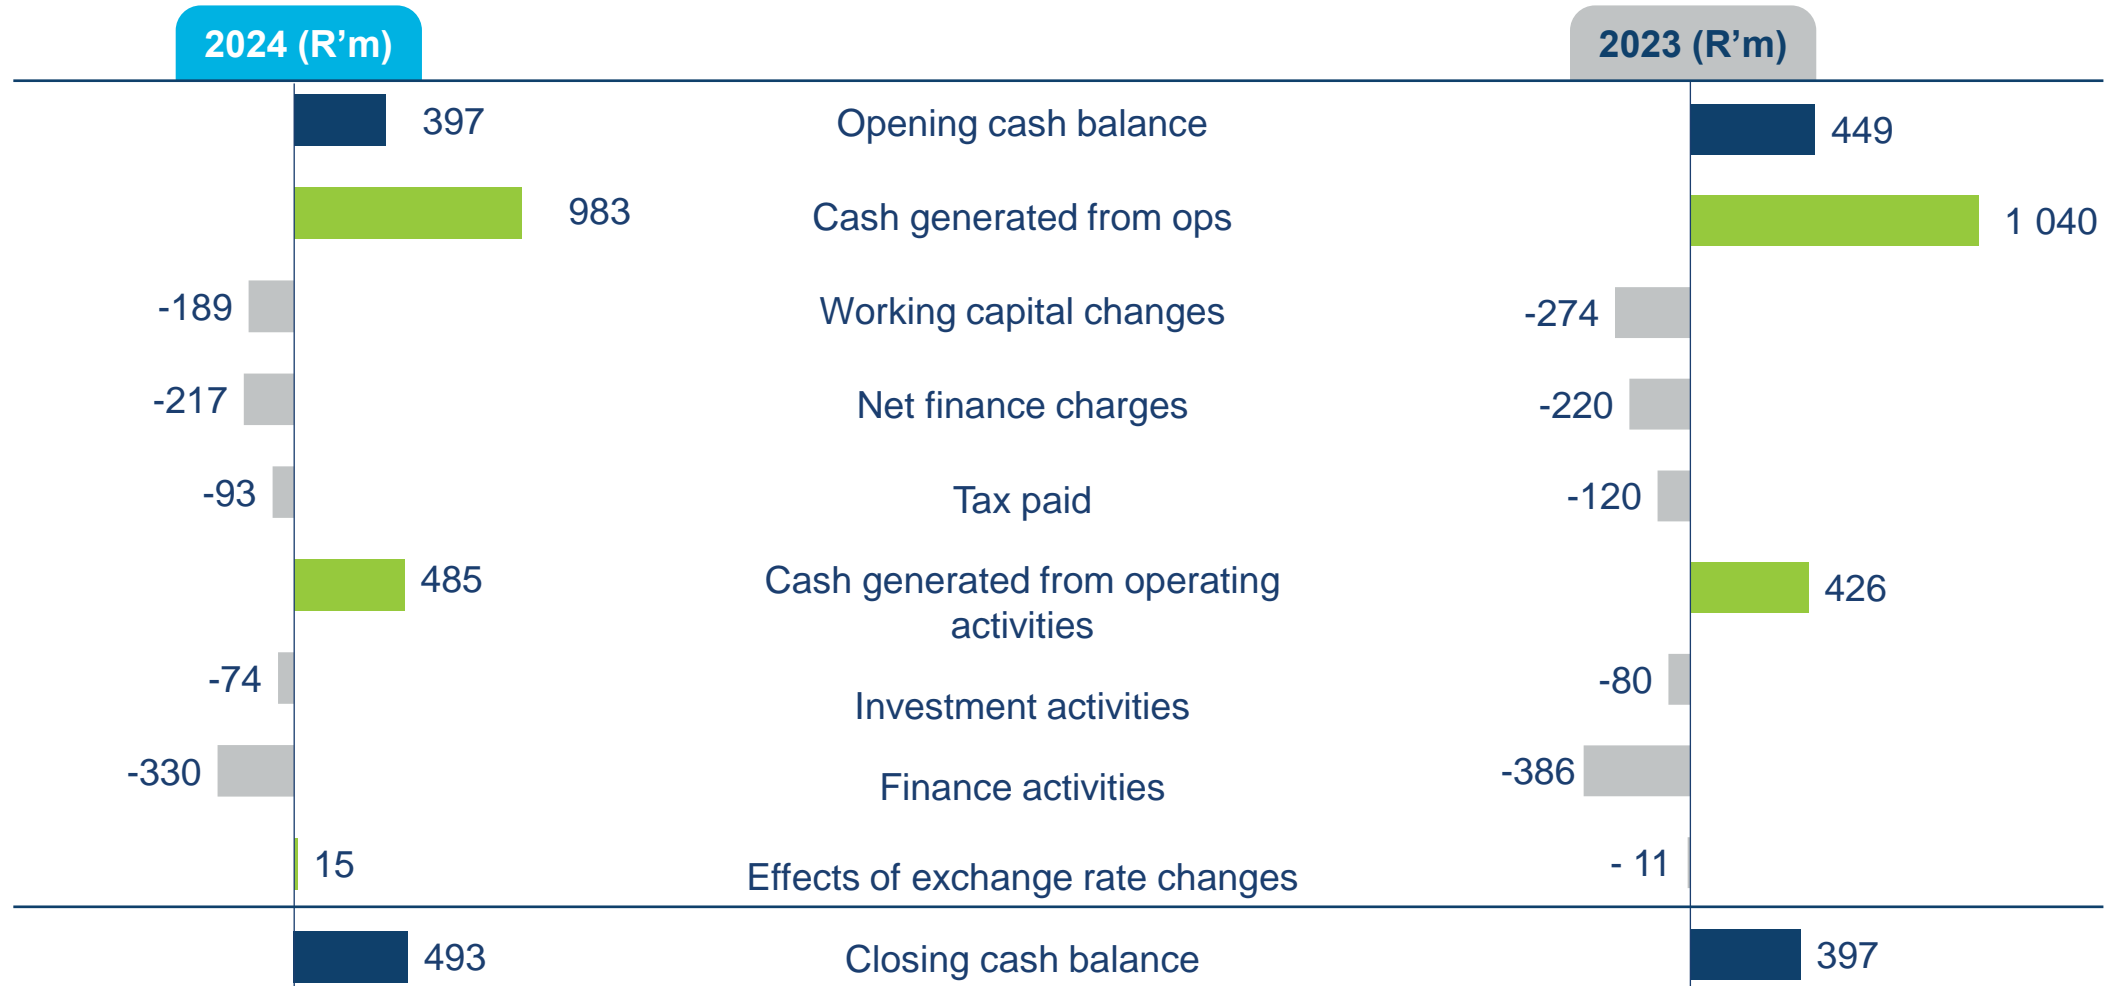 2024 (R’m) 2023 (R’m)
397 Opening cash balance 449
983 Cash generated from ops 1 040
-189 Working capital changes -274
-217 Net finance charges -220
-93 Tax paid -120
485 Cash generated from operating 426
activities
-74 Investment activities -80
-330 Finance activities -386
15 Effects of exchange rate changes - 11
493 Closing cash balance 397